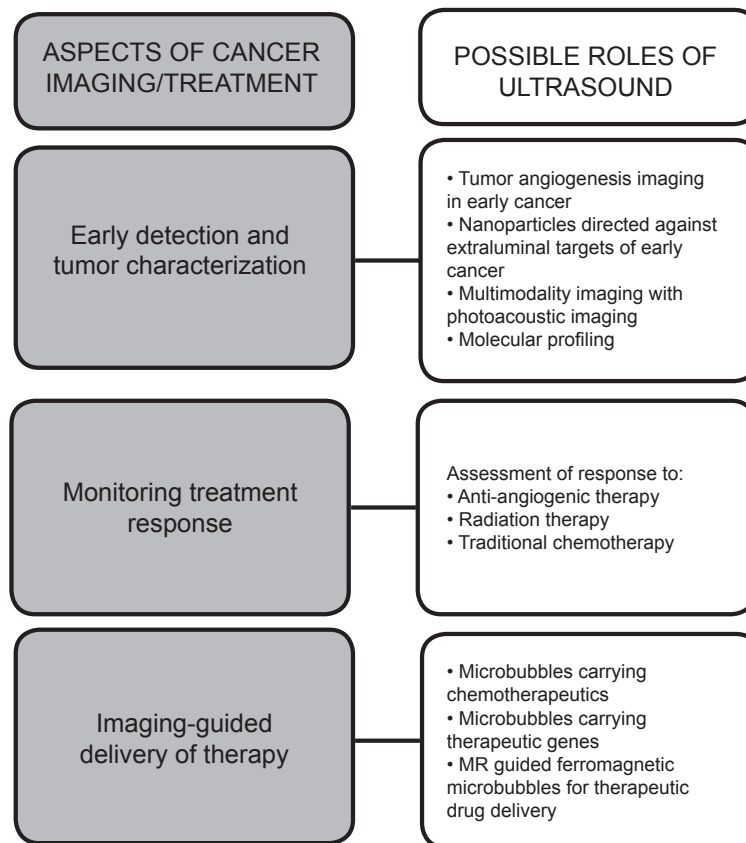 ASPECTS OF CANCER
IMAGING/TREATMENT
POSSIBLE ROLES OF
ULTRASOUND
Early detection and
tumor characterization
• Tumor angiogenesis imaging
in early cancer
• Nanoparticles directed against
extraluminal targets of early
cancer
• Multimodality imaging with
photoacoustic imaging
• Molecular profiling
Monitoring treatment
response
Assessment of response to:
• Anti-angiogenic therapy
• Radiation therapy
• Traditional chemotherapy
Imaging-guided
delivery of therapy
• Microbubbles carrying
chemotherapeutics
• Microbubbles carrying
therapeutic genes
• MR guided ferromagnetic
microbubbles for therapeutic
drug delivery